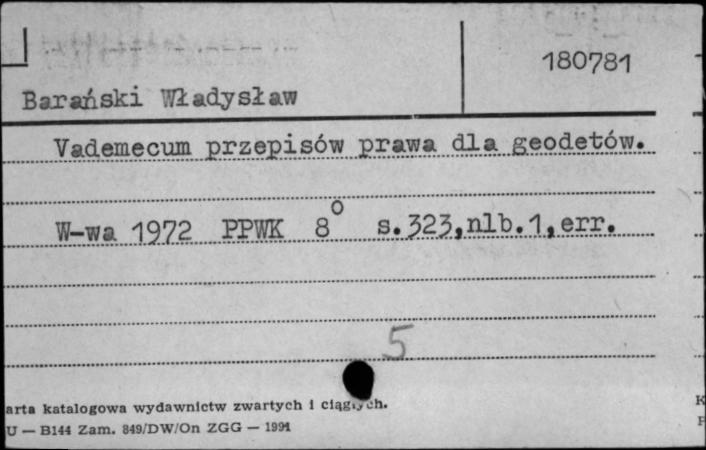 180781
Barański Władysław
Vademecum przepisów prawa dla geodetów.
W-wa 1972 PPWK 8° s.323,nlb.1,err.
5
arta katalogowa wydawnictw zwartych i ciągłych.
U — B144 Zam. 849/DW/On ZGG — 1991